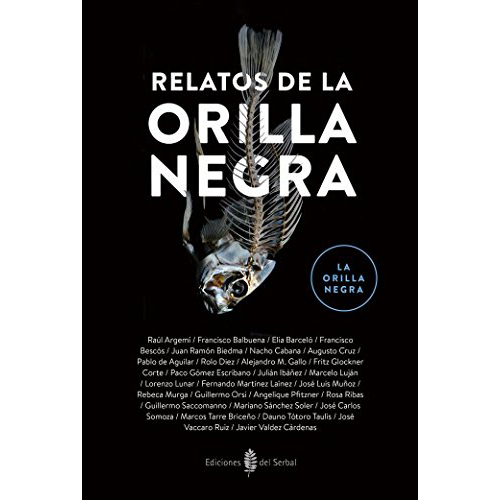 RELATOS DE LA
ORILLA
NEGRA
LA
ORILLA
NEGRA
Raúl Argemí / Francisco Balbuena / Elia Barceló / Francisco
Bescós / Juan Ramón Biedma / Nacho Cabana / Augusto Cruz /
Pablo de Aguilar / Rolo Diez / Alejandro M. Gallo / Fritz Glockner
Corte / Paco Gómez Escribano / Julián Ibáñez / Marcelo Luján
/ Lorenzo Lunar / Fernando Martínez Laínez / José Luis Muñoz /
Rebeca Murga / Guillermo Orsi / Angelique Pfitzner / Rosa Ribas
/ Guillermo Saccomanno / Mariano Sánchez Soler / José Carlos
Somoza / Marcos Tarre Briceño / Dauno Tótoro Taulis / José
Vaccaro Ruiz / Javier Valdez Cárdenas
Ediciones del Serbal